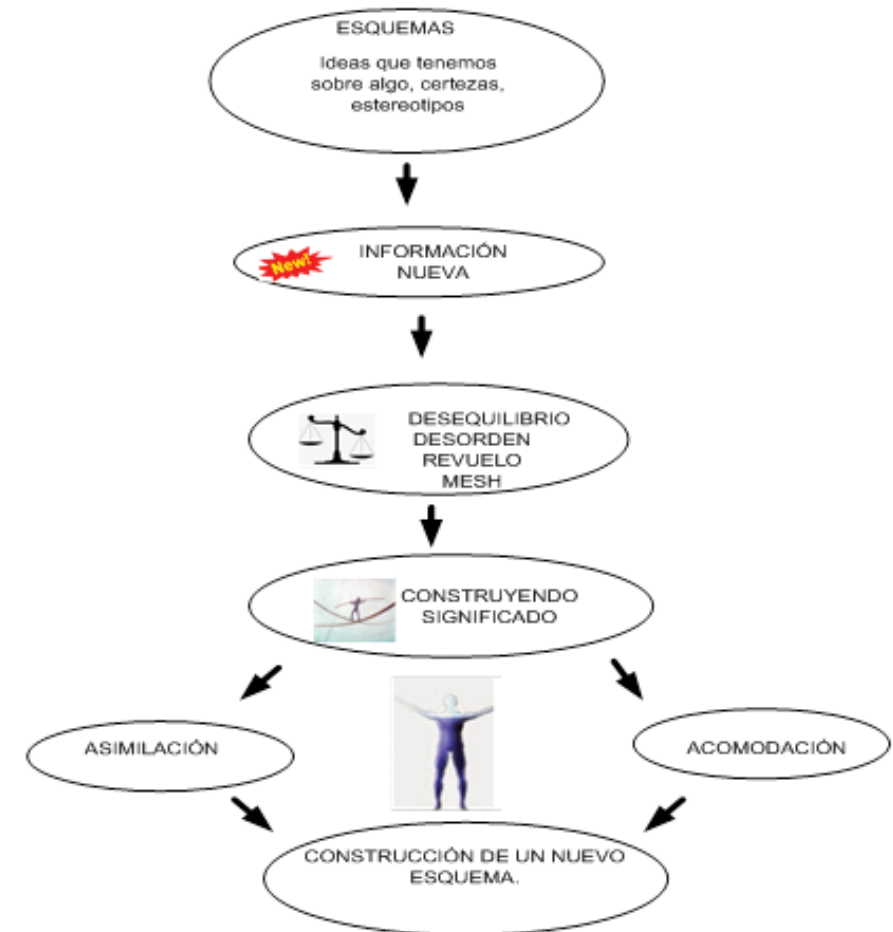 ESQUEMAS
Ideas que tenemos
sobre algo, certezas,
estereotipos
New!
INFORMACIÓN
NUEVA
DESEQUILIBRIO
DESORDEN
REVUELO
MESH
CONSTRUYENDO
SIGNIFICADO
ASIMILACIÓN
ACOMODACIÓN
CONSTRUCCIÓN DE UN NUEVO
ESQUEMA.